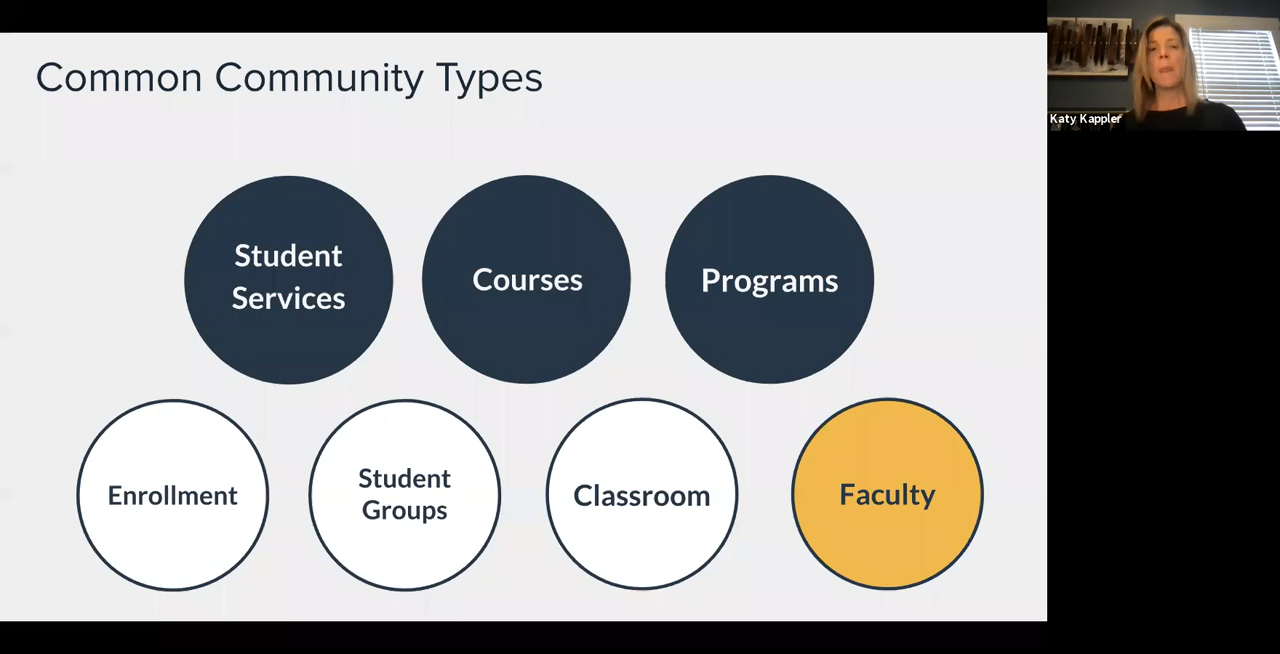 Common Community Types
Katy Kappler
Student
Services
Courses
Programs
Enrollment
Student
Groups
Classroom
Faculty